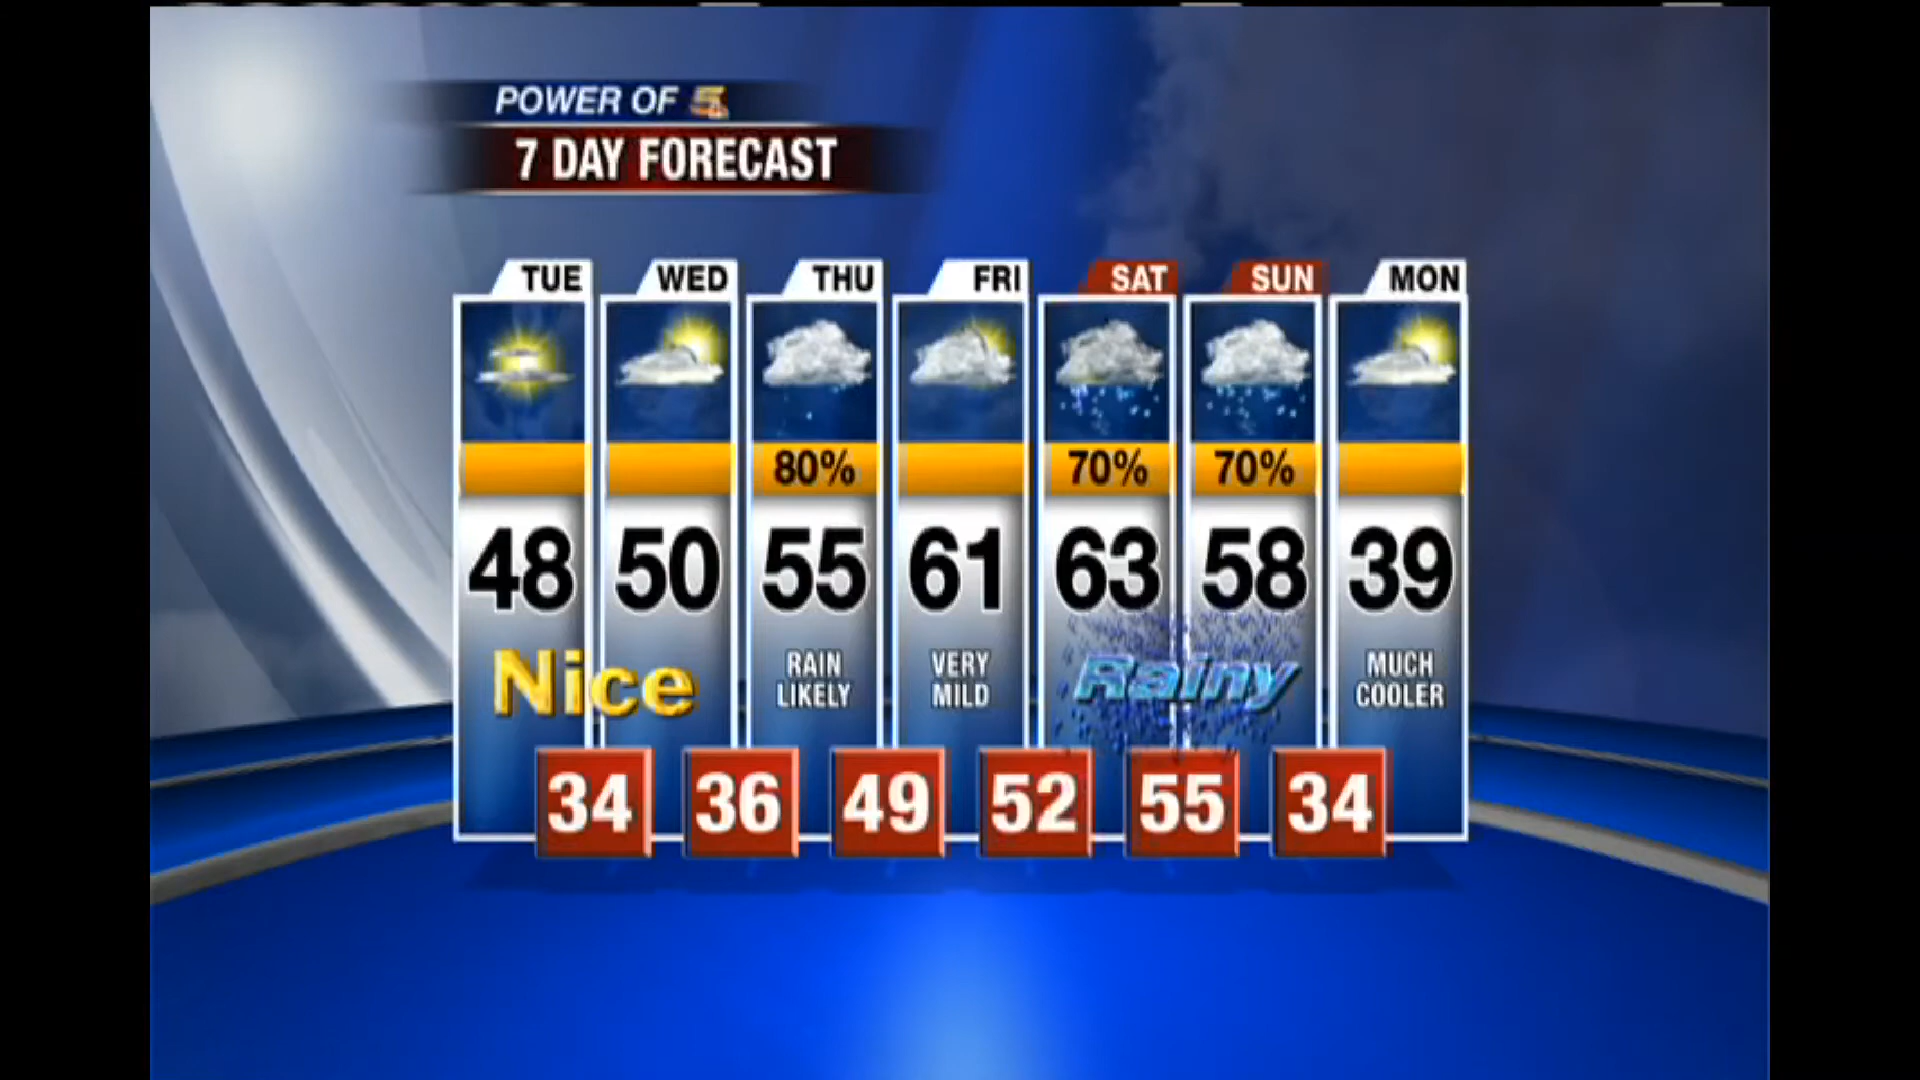 POWER OF 5
7 DAY FORECAST
TUE WED THU FRI SAT SUN MON
80% 70% 70%
48 50 55 61 63 58 39
Nice
RAIN
LIKELY
VERY
MILD
Rainy
MUCH
COOLER
34 36 49 52 55 34